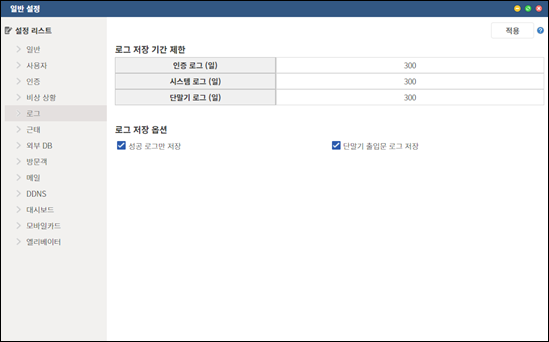 일반 설정
설정 리스트
적용
일반
사용자
인증
비상 상황
로그
근태
외부 DB
방문객
메일
DDNS
대시보드
모바일카드
엘리베이터
로그 저장 기간 제한
인증 로그 (일) 300
시스템 로그 (일) 300
단말기 로그 (일) 300
로그 저장 옵션
성공 로그만 저장 단말기 출입문 로그 저장